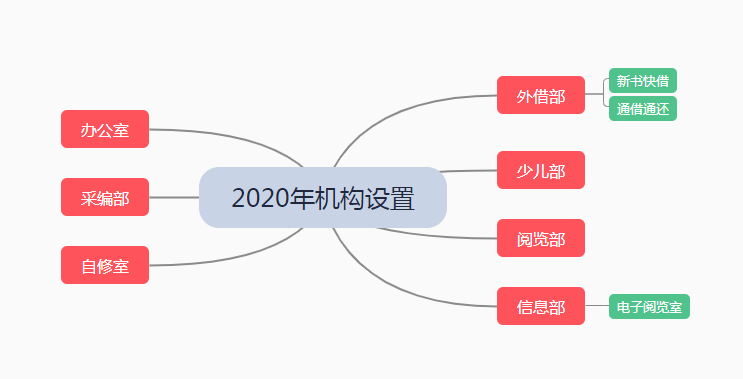 2020年机构设置
外借部
新书快借
通借通还
少儿部
阅览部
信息部
电子阅览室
办公室
采编部
自修室